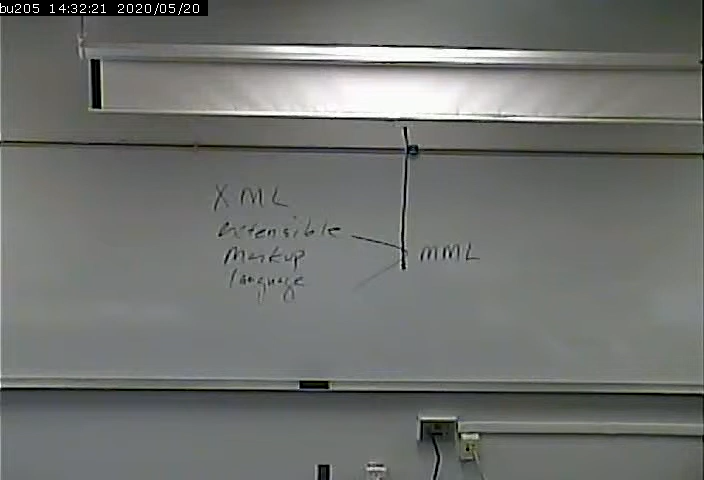 bu205 14:32:21 2020/05/20
XML
extensible
Markup
language
MML